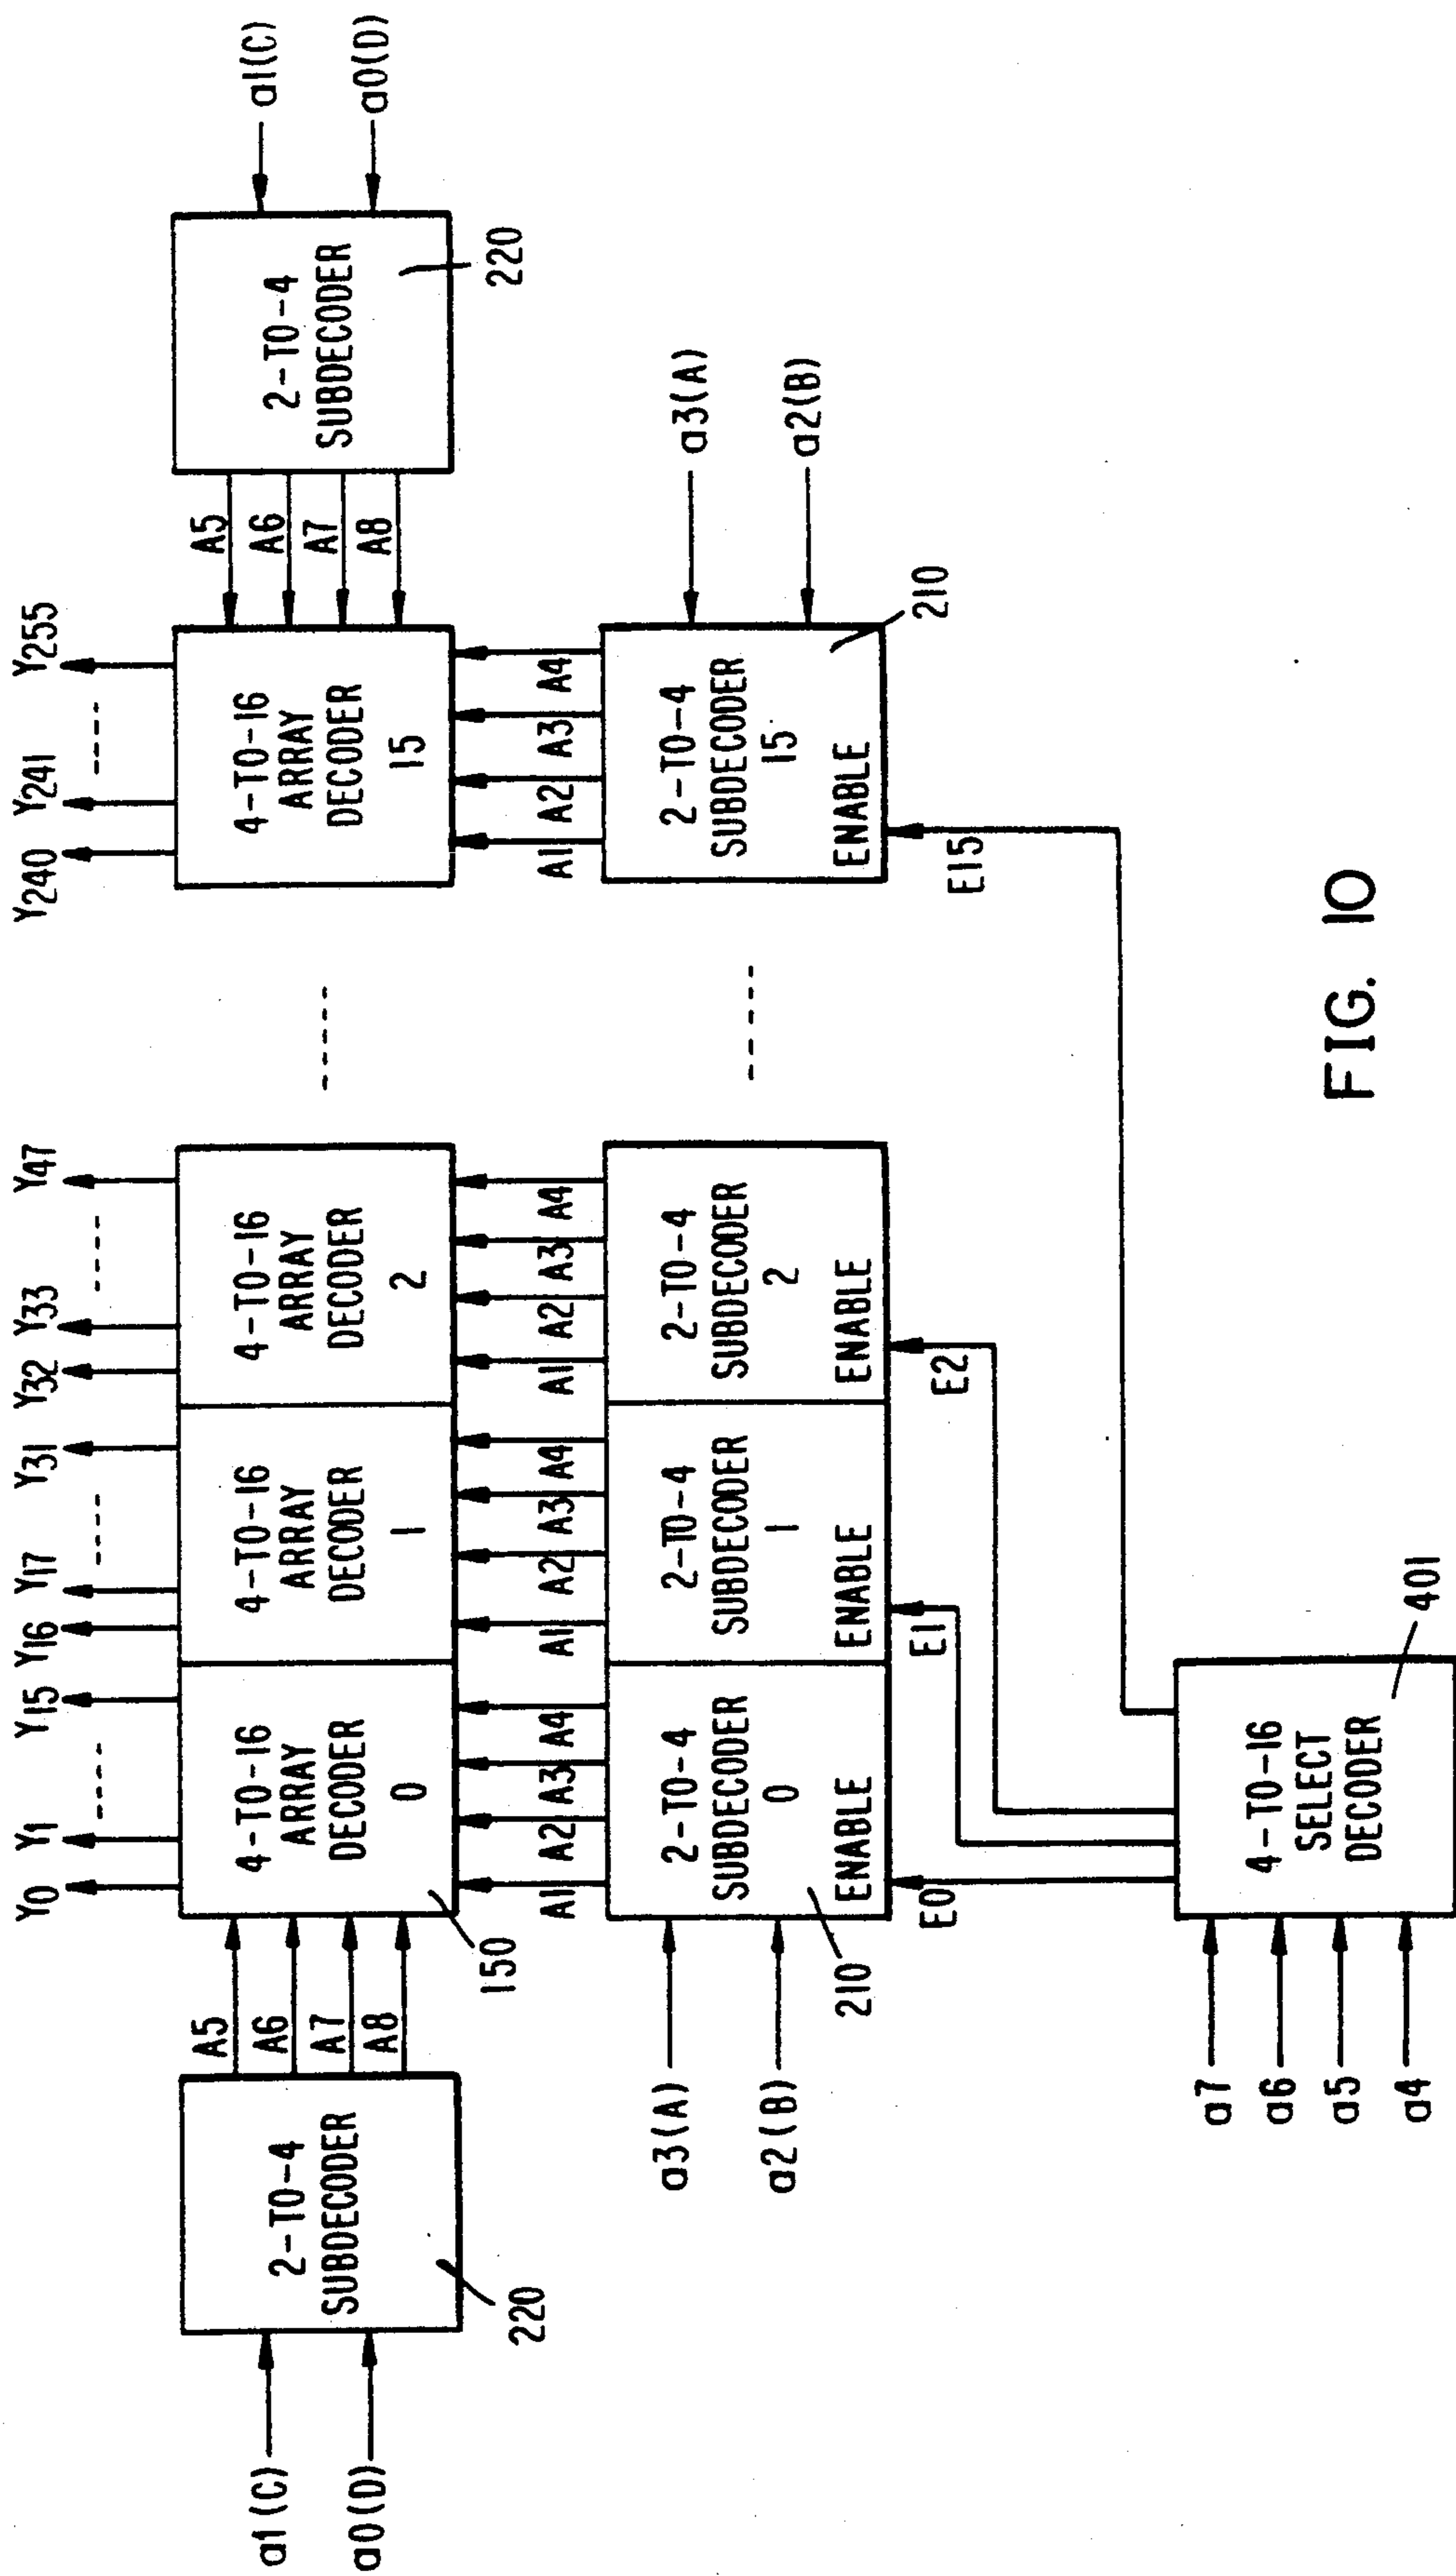 Y0
Y1
Y15
Y16
Y17
Y31
Y32
Y33
Y47
Y240
Y241
Y255
a1(C)
a0(D)
2-TO-4
SUBDECODER
220
A5
A6
A7
A8
4-TO-16
ARRAY
DECODER
0
150
4-TO-16
ARRAY
DECODER
1
4-TO-16
ARRAY
DECODER
2
4-TO-16
ARRAY
DECODER
15
A5
A6
A7
A8
2-TO-4
SUBDECODER
220
a1(C)
a0(D)
A1 A2 A3 A4
A1 A2 A3 A4
A1 A2 A3 A4
A1 A2 A3 A4
a3(A)
a2(B)
2-TO-4
SUBDECODER
0
ENABLE
210
2-TO-4
SUBDECODER
1
ENABLE
2-TO-4
SUBDECODER
2
ENABLE
2-TO-4
SUBDECODER
15
ENABLE
210
a3(A)
a2(B)
E0
E1
E2
E15
a7
a6
a5
a4
4-TO-16
SELECT
DECODER
401
FIG. 10